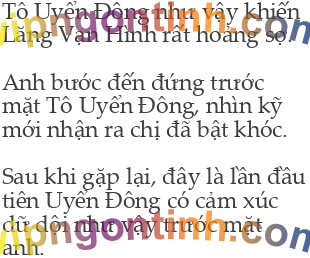 Tô Uyển Đông như vậy khiến
Lăng Vạn Hình rất hoảng sợ.
Anh bước đến đứng trước
mặt Tô Uyển Đông, nhìn kỹ
mới nhận ra chị đã bật khóc.
Sau khi gặp lại, đây là lần đầu
tiên Uyển Đông có cảm xúc
dữ dội như vậy trước mặt
anh.